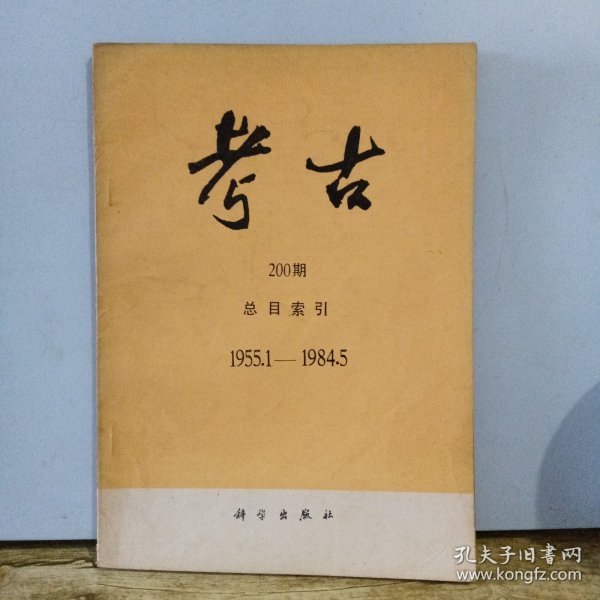 考古
200期
总目索引
1955.1—1984.5
科学出版社
孔夫子旧书网
www.kongfz.com